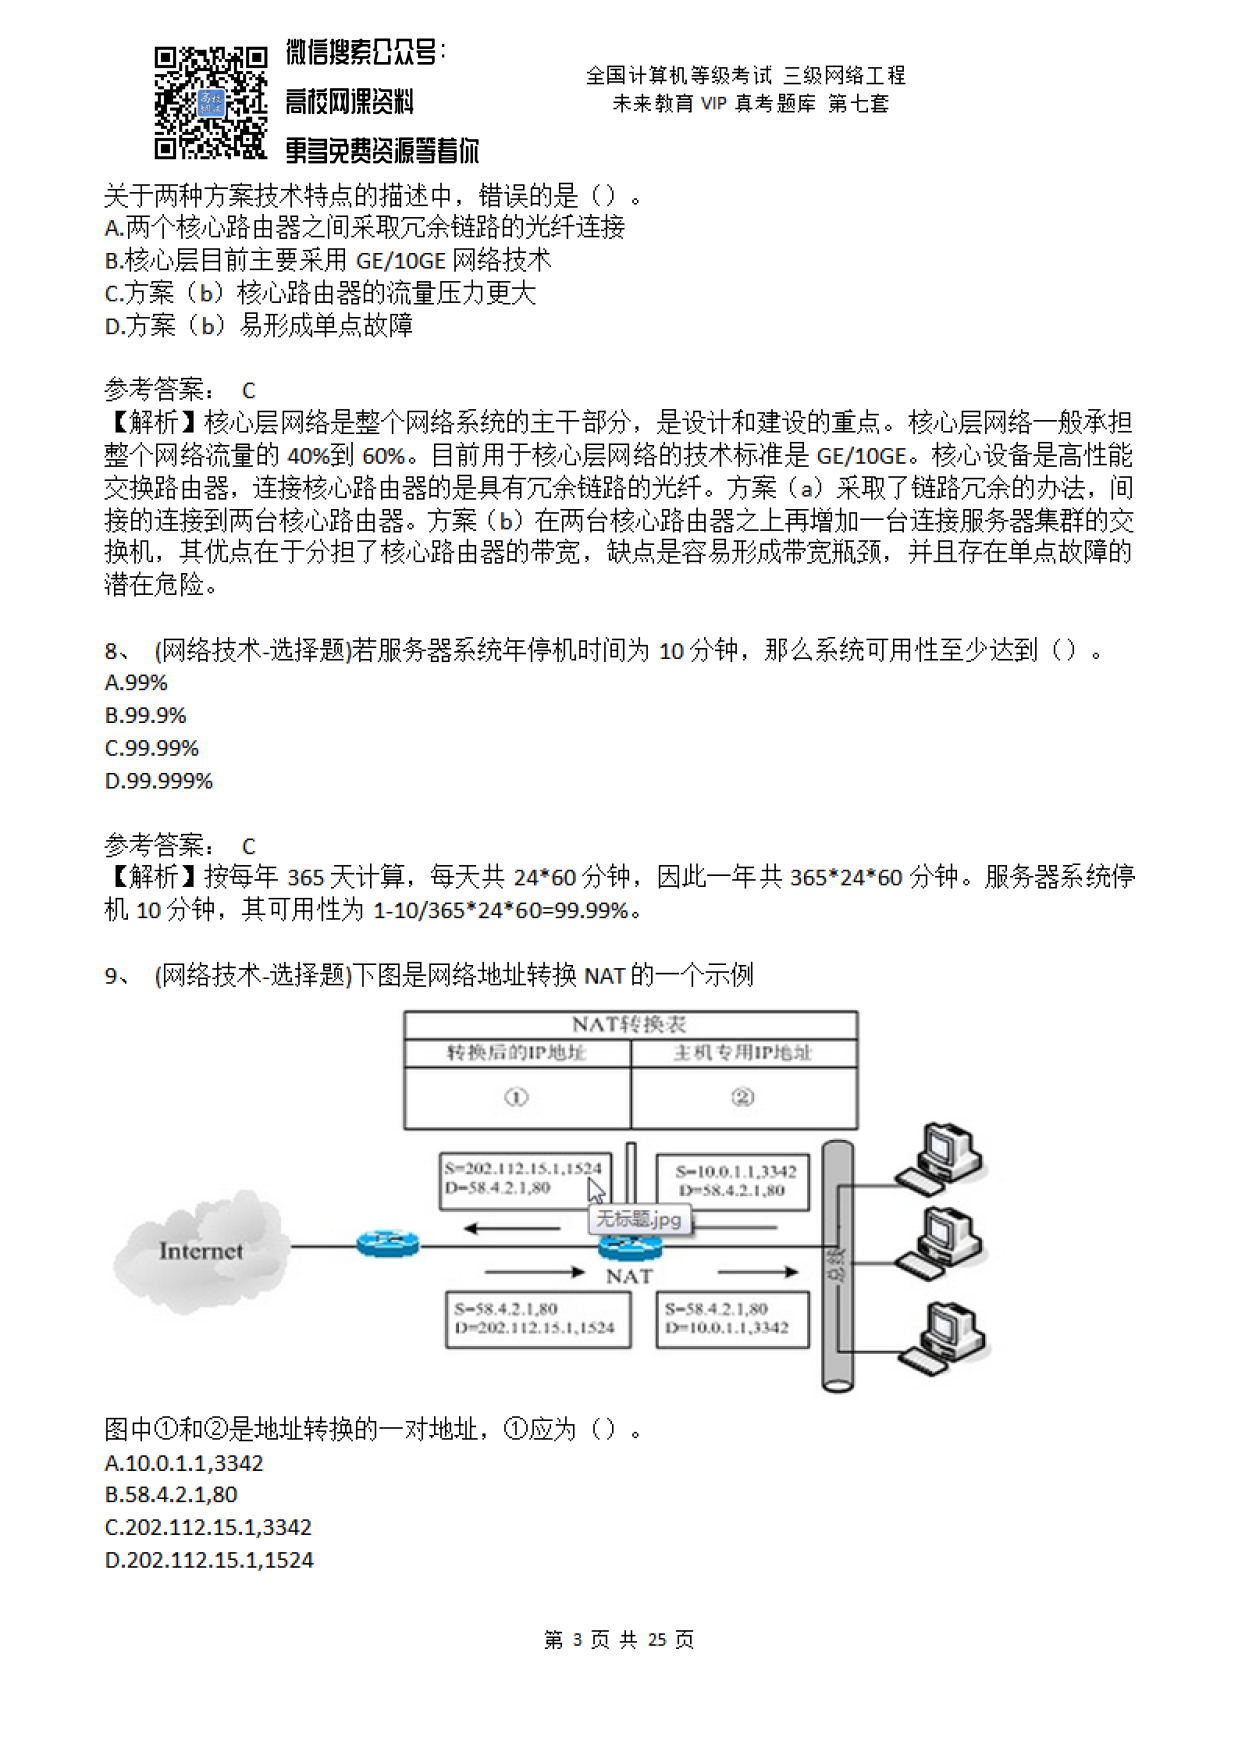 微信搜索公众号：
高校网课资料
更多免费资源等着你
全国计算机等级考试 三级网络工程
未来教育 VIP 真考题库 第七套
关于两种方案技术特点的描述中，错误的是（）。
A.两个核心路由器之间采取冗余链路的光纤连接
B.核心层目前主要采用 GE/10GE 网络技术
C.方案（b）核心路由器的流量压力更大
D.方案（b）易形成单点故障
参考答案： C
【解析】核心层网络是整个网络系统的主干部分，是设计和建设的重点。核心层网络一般承担
整个网络流量的 40%到 60%。目前用于核心层网络的技术标准是 GE/10GE。核心设备是高性能
交换路由器，连接核心路由器的是具有冗余链路的光纤。方案（a）采取了链路冗余的办法，间
接的连接到两台核心路由器。方案（b）在两台核心路由器之上再增加一台连接服务器集群的交
换机，其优点在于分担了核心路由器的带宽，缺点是容易形成带宽瓶颈，并且存在单点故障的
潜在危险。
8、 (网络技术-选择题)若服务器系统年停机时间为 10 分钟，那么系统可用性至少达到（）。
A.99%
B.99.9%
C.99.99%
D.99.999%
参考答案： C
【解析】按每年 365 天计算，每天共 24*60 分钟，因此一年共 365*24*60 分钟。服务器系统停
机 10 分钟，其可用性为 1-10/365*24*60=99.99%。
9、 (网络技术-选择题)下图是网络地址转换 NAT 的一个示例
NAT转换表
转换后的IP地址 主机专用IP地址
① ②
S=202.112.15.1,1524
D=58.4.2.1,80
S=10.0.1.1,3342
D=58.4.2.1,80
无标题.jpg
Internet
NAT
总线
S=58.4.2.1,80
D=202.112.15.1,1524
S=58.4.2.1,80
D=10.0.1.1,3342
图中①和②是地址转换的一对地址，①应为（）。
A.10.0.1.1,3342
B.58.4.2.1,80
C.202.112.15.1,3342
D.202.112.15.1,1524
第 3 页 共 25 页